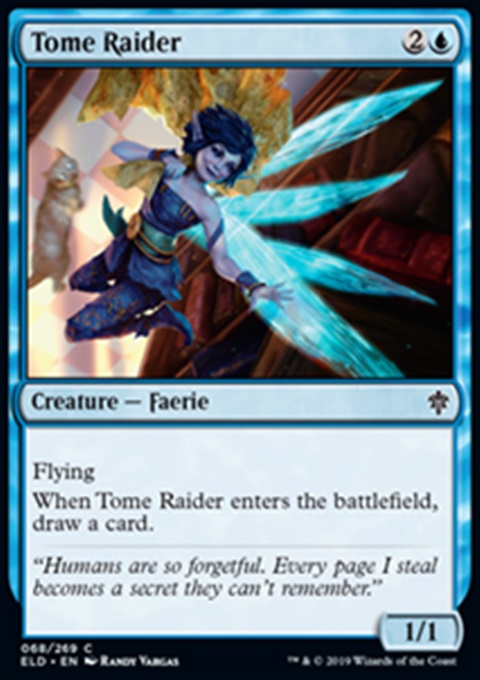 Tome Raider 2
Creature — Faerie
Flying
When Tome Raider enters the battlefield,
draw a card.
“Humans are so forgetful. Every page I steal
becomes a secret they can’t remember.”
1/1
068/269 C
ELD • EN Randy Vargas
™ & © 2019 Wizards of the Coast